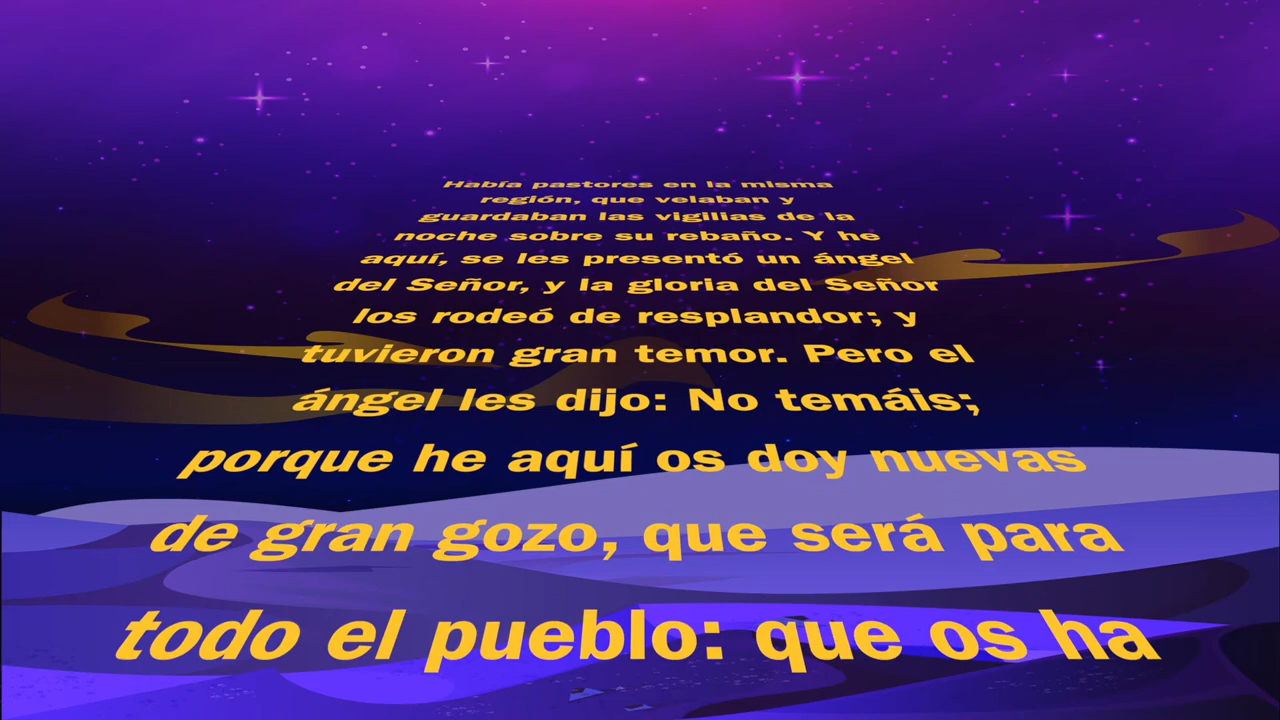 Había pastores en la misma
región, que velaban y
guardaban las vigilias de la
noche sobre su rebaño. Y he
aquí, se les presentó un ángel
del Señor, y la gloria del Señor
los rodeó de resplandor; y
tuvieron gran temor. Pero el
ángel les dijo: No temáis;
porque he aquí os doy nuevas
de gran gozo, que será para
todo el pueblo: que os ha